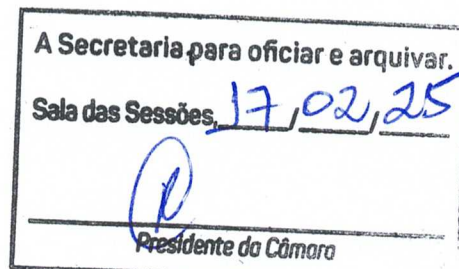 A Secretaria para oficiar e arquivar.
Sala das Sessões, 17/02/25
Presidente da Câmara